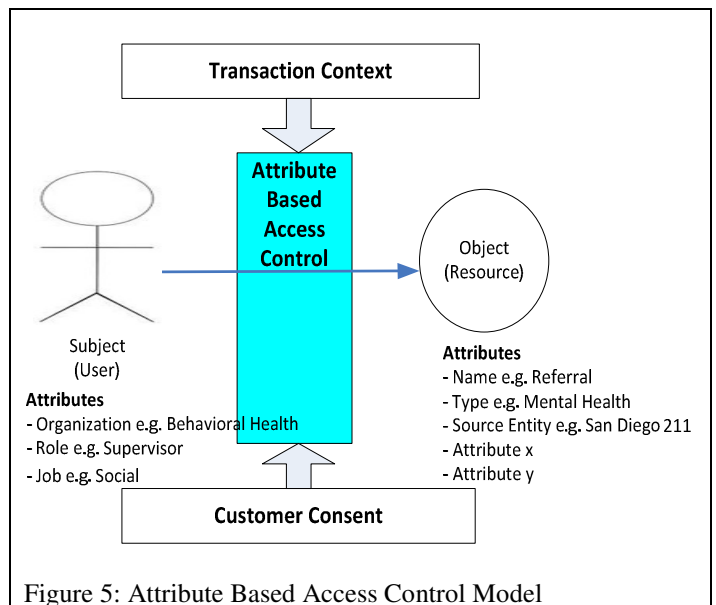 Transaction Context
Attribute
Based
Access
Control
Object
(Resource)
Subject
(User)
Attributes
- Organization e.g. Behavioral Health
- Role e.g. Supervisor
- Job e.g. Social
Attributes
- Name e.g. Referral
- Type e.g. Mental Health
- Source Entity e.g. San Diego 211
- Attribute x
- Attribute y
Customer Consent
Figure 5: Attribute Based Access Control Model